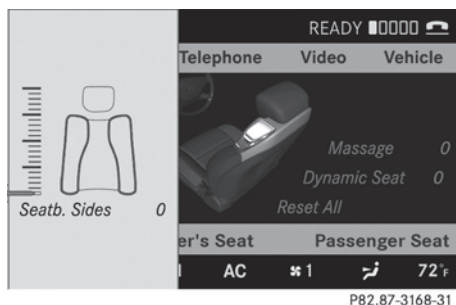 READY
Telephone Video Vehicle
Massage 0
Dynamic Seat 0
Seatb. Sides 0
Reset All
er's Seat Passenger Seat
AC 1 72°F
P82.87-3168-31